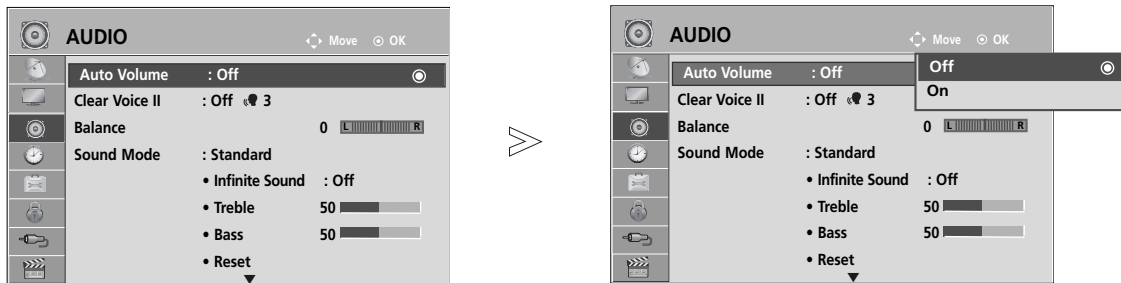 AUDIO Move OK
Auto Volume : Off
Clear Voice II : Off 3
Balance 0 L R
Sound Mode : Standard
• Infinite Sound : Off
• Treble 50
• Bass 50
• Reset
AUDIO Move OK
Auto Volume : Off
Off
On
Clear Voice II : Off 3
Balance 0 L R
Sound Mode : Standard
• Infinite Sound : Off
• Treble 50
• Bass 50
• Reset